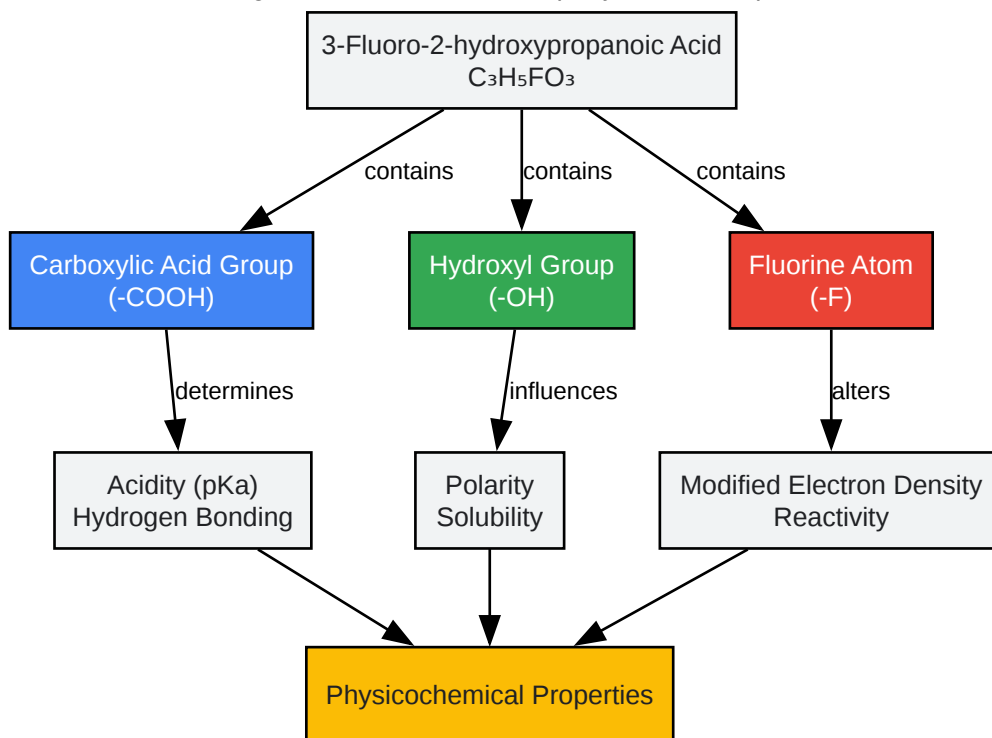 3-Fluoro-2-hydroxypropanoic Acid
C₃H₅FO₃
contains
contains
contains
Carboxylic Acid Group
(-COOH)
Hydroxyl Group
(-OH)
Fluorine Atom
(-F)
determines
influences
alters
Acidity (pKa)
Hydrogen Bonding
Polarity
Solubility
Modified Electron Density
Reactivity
Physicochemical Properties